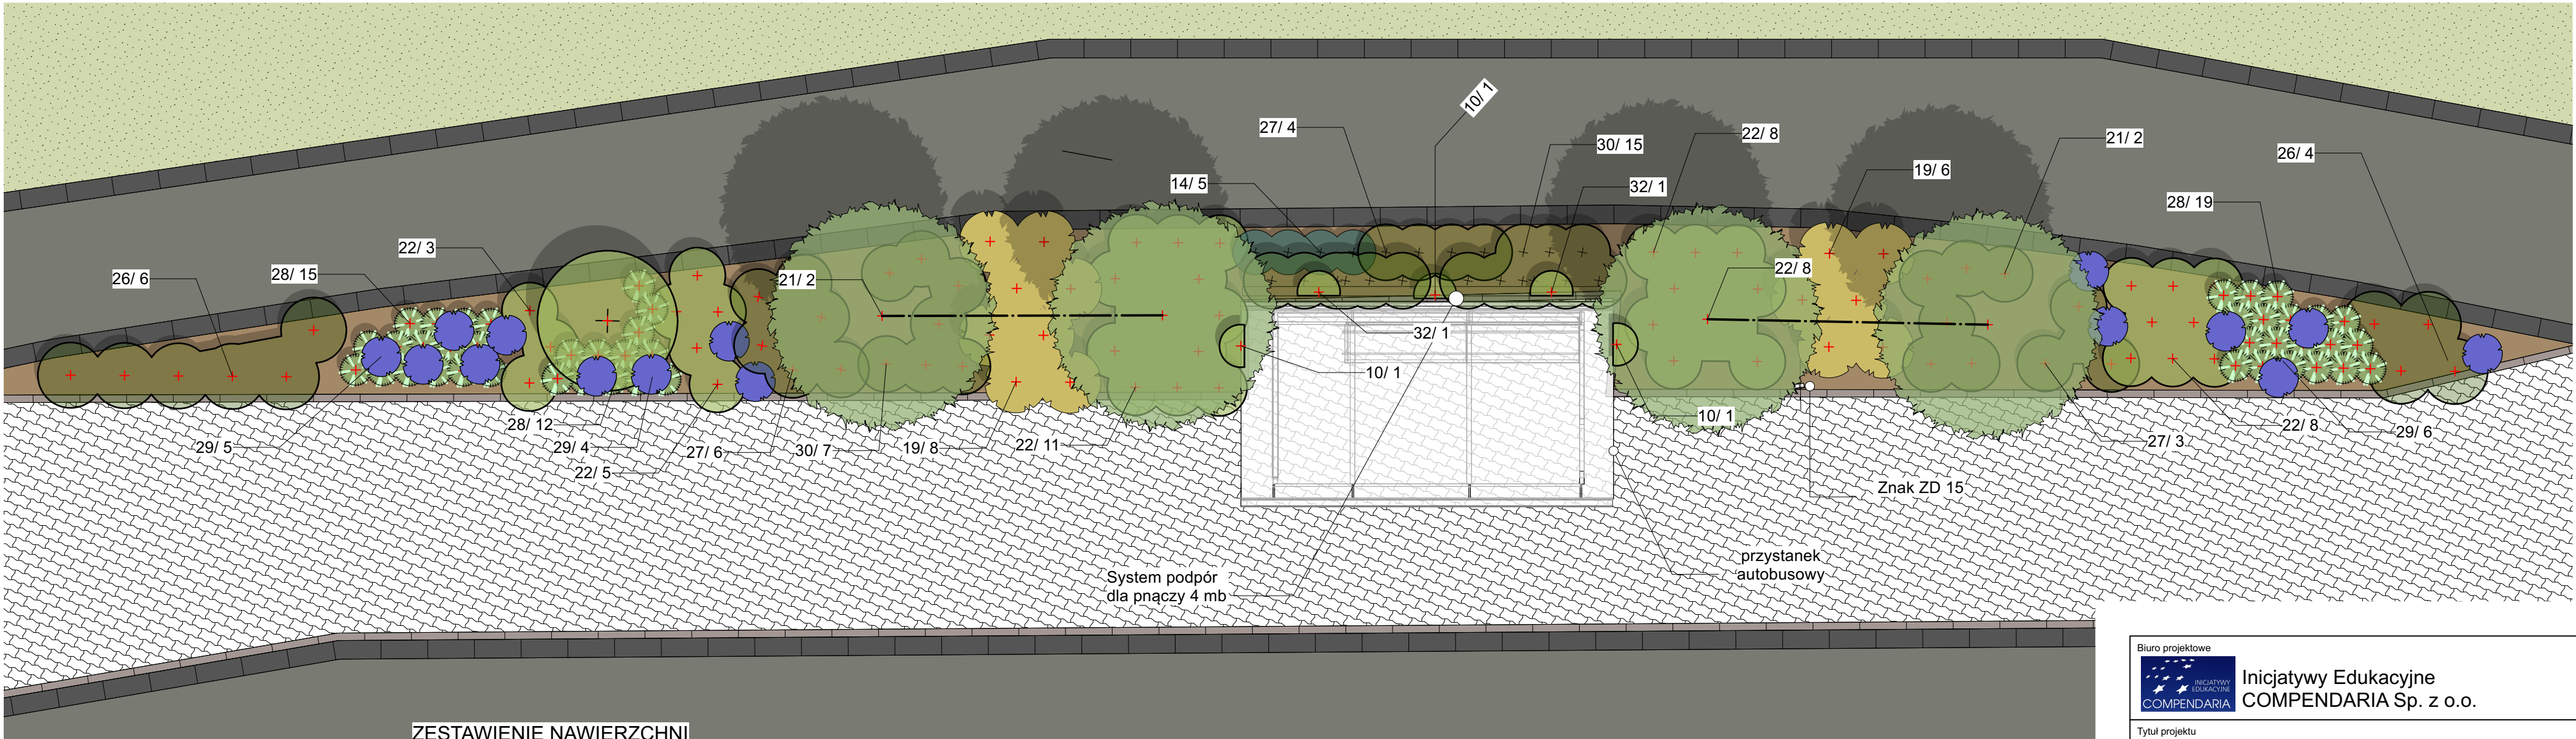 10/ 1
27/ 4
22/ 8
21/ 2
30/ 15
26/ 4
19/ 6
14/ 5
32/ 1
28/ 19
22/ 3
28/ 15
26/ 6
21/ 2
22/ 8
32/ 1
10/ 1
10/ 1
28/ 12
22/ 8
29/ 6
29/ 5
29/ 4
27/ 6
30/ 7
19/ 8
22/ 11
27/ 3
22/ 5
Znak ZD 15
przystanek
autobusowy
System podpór
dla pnączy 4 mb
Biuro projektowe
INICJATYWY
EDUKACYJNE
COMPENDARIA
Inicjatywy Edukacyjne
COMPENDARIA Sp. z o.o.
Tytuł projektu
ZESTAWIENIE NAWIERZCHNI